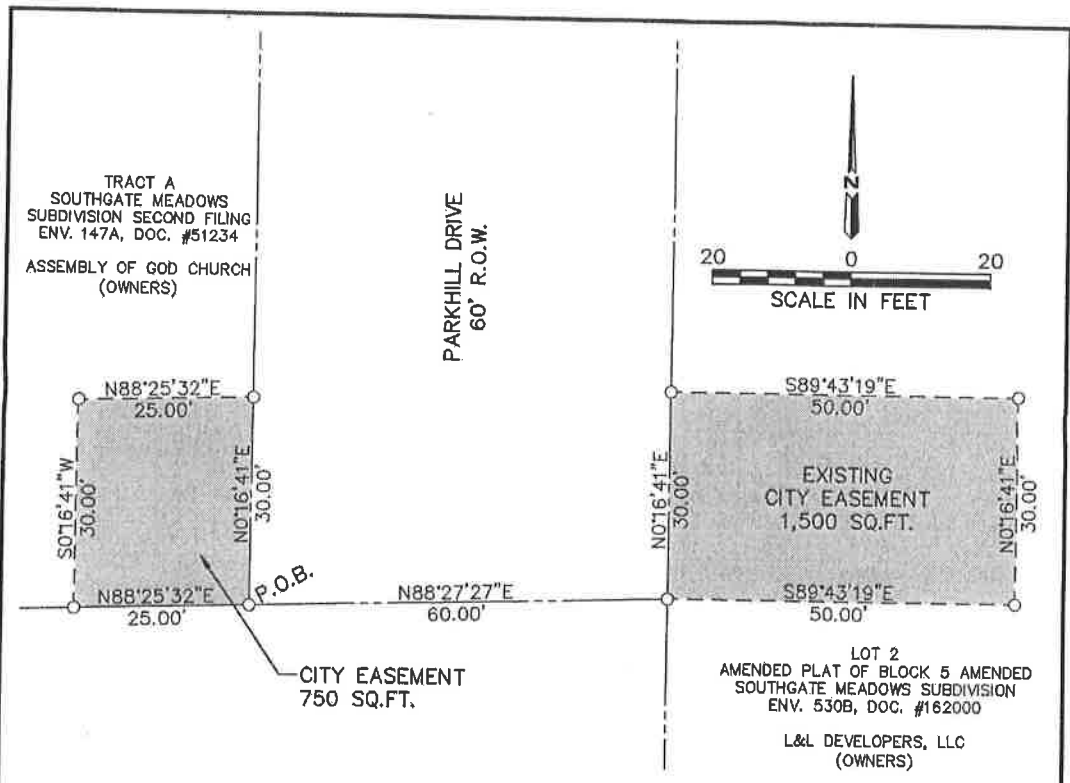 TRACT A
SOUTHGATE MEADOWS
SUBDIVISION SECOND FILING
ENV. 147A, DOC. #51234
ASSEMBLY OF GOD CHURCH
(OWNERS)
PARKHILL DRIVE
60' R.O.W.
N
20 0 20
SCALE IN FEET
N88°25'32"E
25.00'
S0°16'41"W
30.00'
N0°16'41"E
30.00'
N88°25'32"E
25.00'
P.O.B.
CITY EASEMENT
750 SQ.FT.
N88°27'27"E
60.00'
S89°43'19"E
50.00'
N0°16'41"E
30.00'
EXISTING
CITY EASEMENT
1,500 SQ.FT.
N0°16'41"E
30.00'
S89°43'19"E
50.00'
LOT 2
AMENDED PLAT OF BLOCK 5 AMENDED
SOUTHGATE MEADOWS SUBDIVISION
ENV. 530B, DOC. #162000
L&L DEVELOPERS, LLC
(OWNERS)